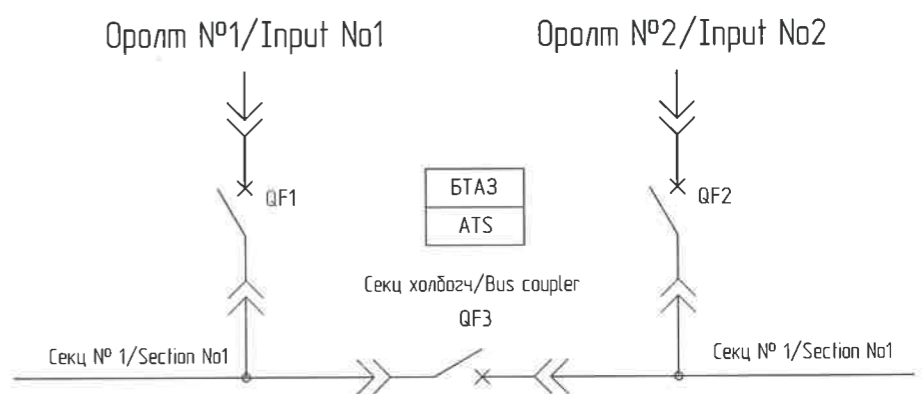 Оролт №1/Input No1
Оролт №2/Input No2
QF1
БТАЗ
ATS
QF2
Секц холбогч/Bus coupler
QF3
Секц № 1/Section No1
Секц № 1/Section No1